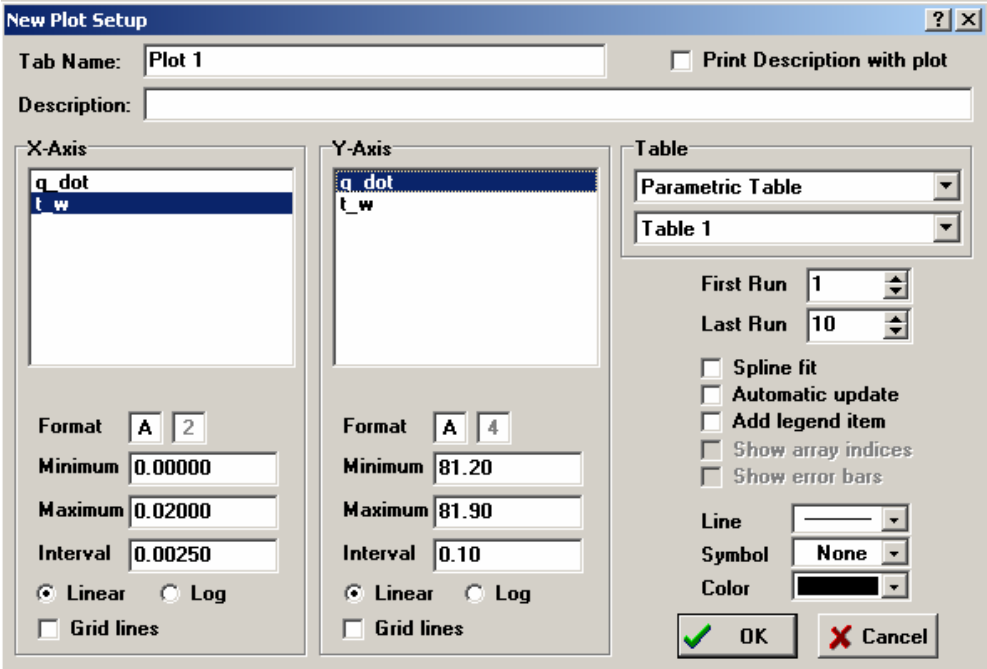 New Plot Setup
Tab Name: Plot 1
Print Description with plot
Description:
X-Axis
q_dot
t_w
Format A 2
Minimum 0.00000
Maximum 0.02000
Interval 0.00250
Linear Log
Grid lines
Y-Axis
q_dot
t_w
Format A 4
Minimum 81.20
Maximum 81.90
Interval 0.10
Linear Log
Grid lines
Table
Parametric Table
Table 1
First Run 1
Last Run 10
Spline fit
Automatic update
Add legend item
Show array indices
Show error bars
Line
Symbol None
Color
OK Cancel